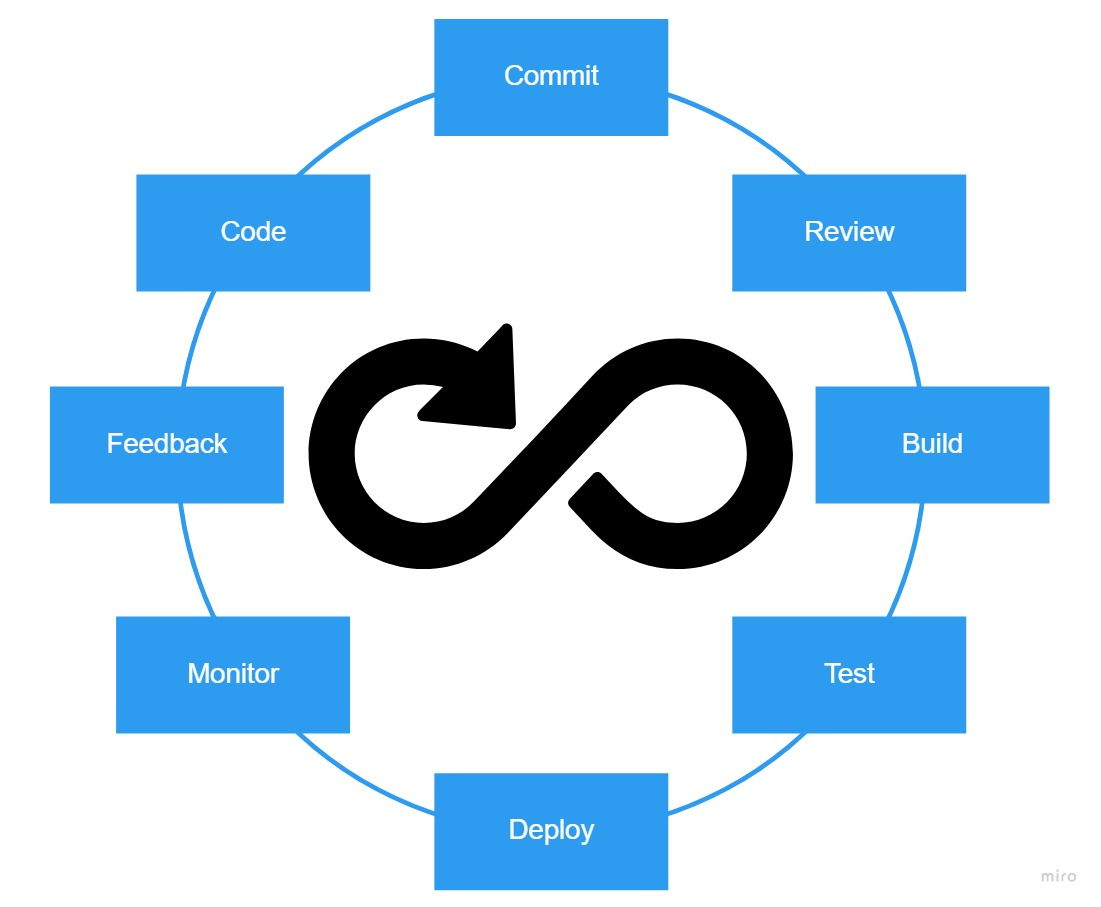 Commit
Code
Review
Feedback
Build
Monitor
Test
Deploy
miro